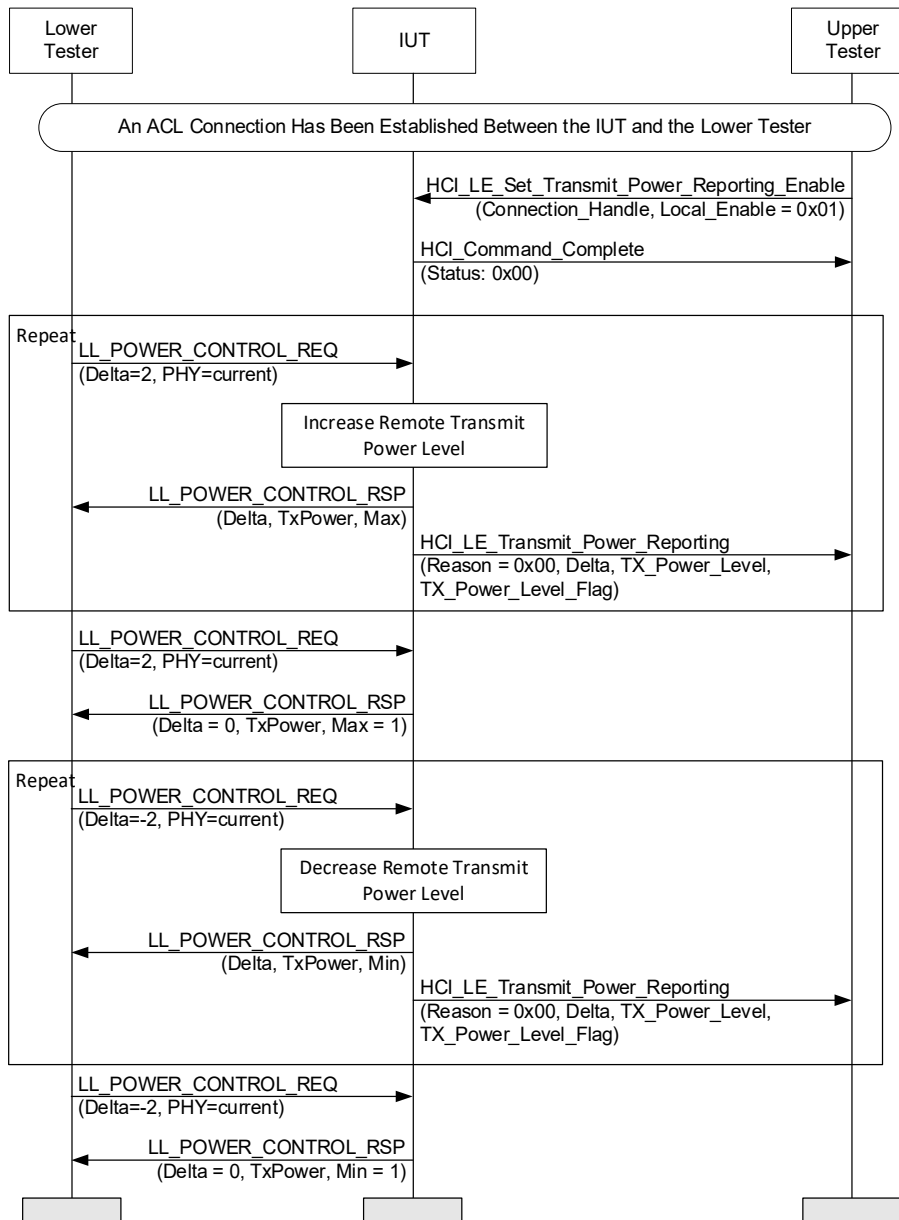 Lower
Tester
IUT
Upper
Tester
An ACL Connection Has Been Established Between the IUT and the Lower Tester
HCI_LE_Set_Transmit_Power_Reporting_Enable
(Connection_Handle, Local_Enable = 0x01)
HCI_Command_Complete
(Status: 0x00)
Repeat
LL_POWER_CONTROL_REQ
(Delta=2, PHY=current)
Increase Remote Transmit
Power Level
LL_POWER_CONTROL_RSP
(Delta, TxPower, Max)
HCI_LE_Transmit_Power_Reporting
(Reason = 0x00, Delta, TX_Power_Level,
TX_Power_Level_Flag)
LL_POWER_CONTROL_REQ
(Delta=2, PHY=current)
LL_POWER_CONTROL_RSP
(Delta = 0, TxPower, Max = 1)
Repeat
LL_POWER_CONTROL_REQ
(Delta=-2, PHY=current)
Decrease Remote Transmit
Power Level
LL_POWER_CONTROL_RSP
(Delta, TxPower, Min)
HCI_LE_Transmit_Power_Reporting
(Reason = 0x00, Delta, TX_Power_Level,
TX_Power_Level_Flag)
LL_POWER_CONTROL_REQ
(Delta=-2, PHY=current)
LL_POWER_CONTROL_RSP
(Delta = 0, TxPower, Min = 1)